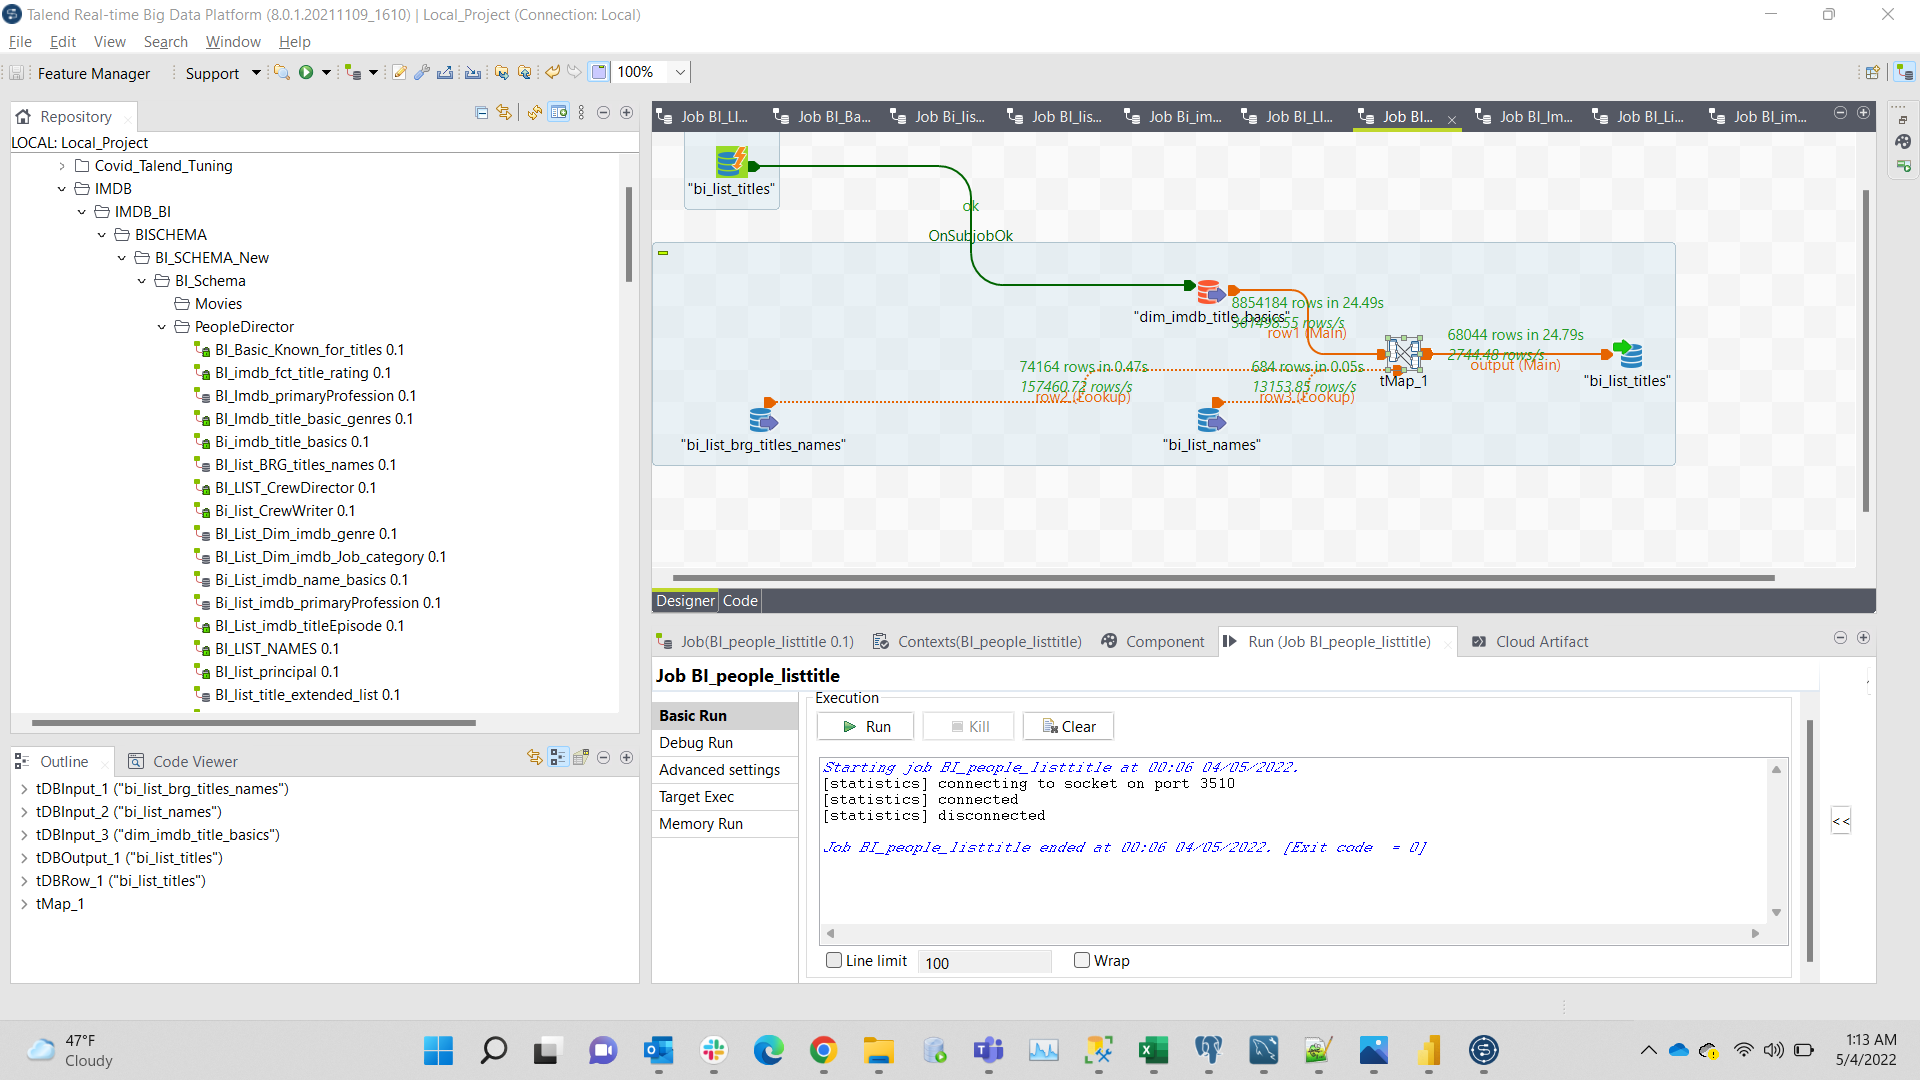 Talend Real-time Big Data Platform (8.0.1.20211109_1610) | Local_Project (Connection: Local)
File Edit View Search Window Help
Feature Manager Support 100%
Repository
LOCAL: Local_Project
Covid_Talend_Tuning
IMDB
IMDB_BI
BISCHEMA
BI_SCHEMA_New
BI_Schema
Movies
PeopleDirector
BI_Basic_Known_for_titles 0.1
BI_imdb_fct_title_rating 0.1
BI_Imdb_primaryProfession 0.1
BI_Imdb_title_basic_genres 0.1
Bi_imdb_title_basics 0.1
BI_list_BRG_titles_names 0.1
BI_LIST_CrewDirector 0.1
Bi_list_CrewWriter 0.1
BI_List_Dim_imdb_genre 0.1
BI_List_Dim_imdb_Job_category 0.1
Bi_List_imdb_name_basics 0.1
Bi_list_imdb_primaryProfession 0.1
BI_List_imdb_titleEpisode 0.1
BI_LIST_NAMES 0.1
BI_list_principal 0.1
BI_list_title_extended_list 0.1
Job BI_LI... Job BI_Ba... Job Bi_lis... Job BI_lis... Job Bi_im... Job BI_LI... Job BI... Job BI_Im... Job BI_Li... Job BI_im...
"bi_list_titles"
ok
OnSubjobOk
8854184 rows in 24.49s
"dim_imdb_title_basics"
361498.55 rows/s
row1 (Main)
68044 rows in 24.79s
2744.48 rows/s
output (Main)
74164 rows in 0.47s
157460.72 rows/s
row2 (Lookup)
684 rows in 0.05s
13153.85 rows/s
row3 (Lookup)
tMap_1
"bi_list_titles"
"bi_list_brg_titles_names"
"bi_list_names"
Designer Code
Job(BI_people_listtitle 0.1) Contexts(BI_people_listtitle) Component Run (Job BI_people_listtitle) Cloud Artifact
Job BI_people_listtitle
Basic Run
Debug Run
Advanced settings
Target Exec
Memory Run
Execution
Run Kill Clear
Starting job BI_people_listtitle at 00:06 04/05/2022.
[statistics] connecting to socket on port 3510
[statistics] connected
[statistics] disconnected
Job BI_people_listtitle ended at 00:06 04/05/2022. [Exit code  = 0]
<<
Line limit 100 Wrap
Outline Code Viewer
tDBInput_1 ("bi_list_brg_titles_names")
tDBInput_2 ("bi_list_names")
tDBInput_3 ("dim_imdb_title_basics")
tDBOutput_1 ("bi_list_titles")
tDBRow_1 ("bi_list_titles")
tMap_1
47°F
Cloudy
1:13 AM
5/4/2022